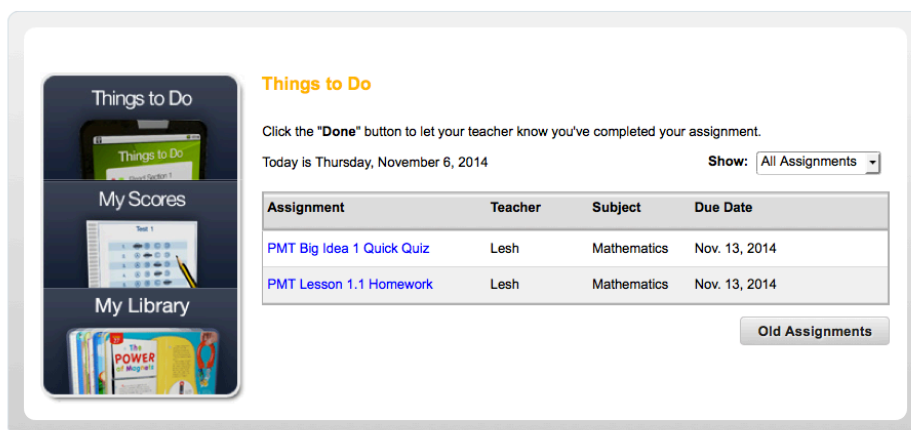 Things to Do
Things to Do
Read Section 1
My Scores
Test 1
My Library
The
POWER
of Magnets
Things to Do
Click the "Done" button to let your teacher know you've completed your assignment.
Today is Thursday, November 6, 2014
Show: All Assignments
Assignment Teacher Subject Due Date
PMT Big Idea 1 Quick Quiz Lesh Mathematics Nov. 13, 2014
PMT Lesson 1.1 Homework Lesh Mathematics Nov. 13, 2014
Old Assignments